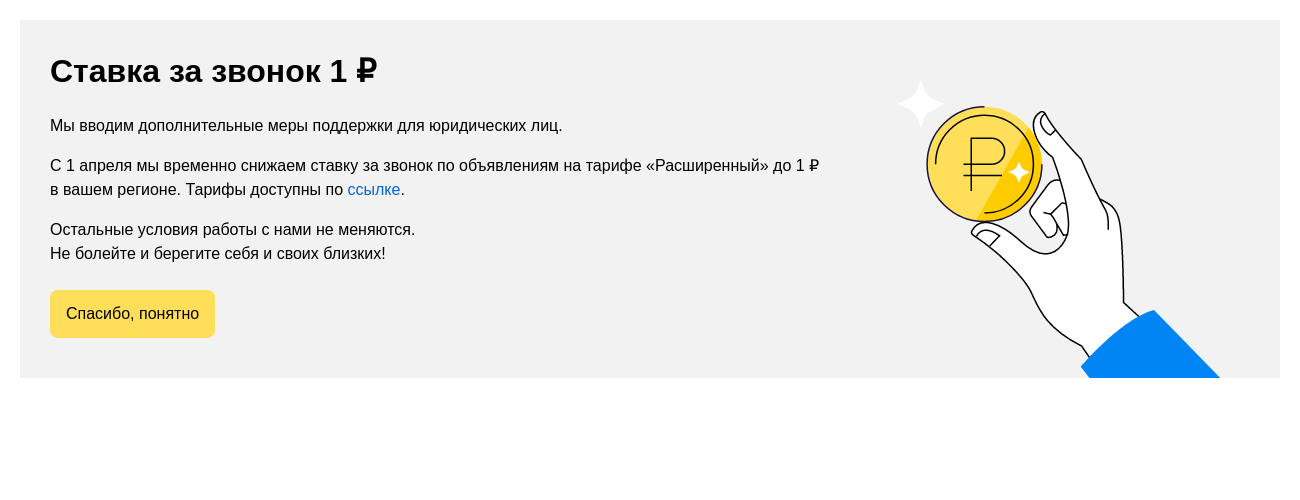 Ставка за звонок 1 ₽
Мы вводим дополнительные меры поддержки для юридических лиц.
С 1 апреля мы временно снижаем ставку за звонок по объявлениям на тарифе «Расширенный» до 1 ₽
в вашем регионе. Тарифы доступны по ссылке.
Остальные условия работы с нами не меняются.
Не болейте и берегите себя и своих близких!
Спасибо, понятно